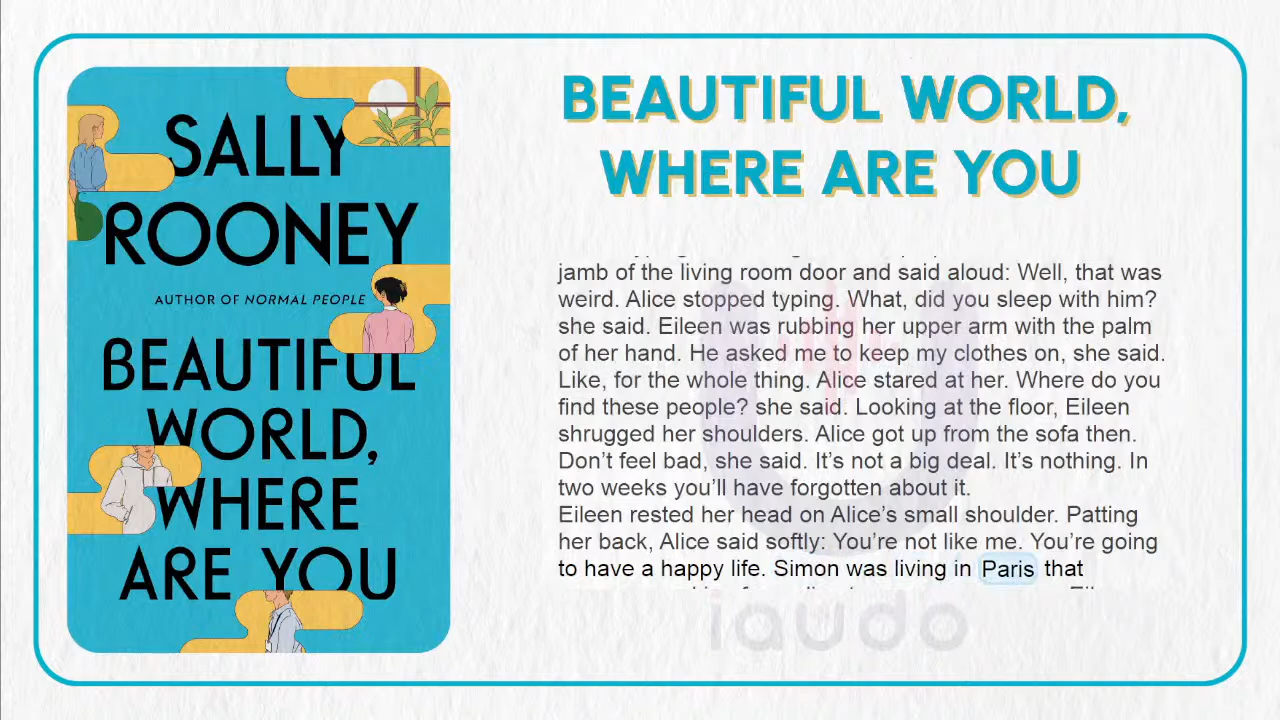 SALLY
ROONEY
AUTHOR OF NORMAL PEOPLE
BEAUTIFUL
WORLD,
WHERE
ARE YOU
BEAUTIFUL WORLD,
WHERE ARE YOU
jamb of the living room door and said aloud: Well, that was
weird. Alice stopped typing. What, did you sleep with him?
she said. Eileen was rubbing her upper arm with the palm
of her hand. He asked me to keep my clothes on, she said.
Like, for the whole thing. Alice stared at her. Where do you
find these people? she said. Looking at the floor, Eileen
shrugged her shoulders. Alice got up from the sofa then.
Don’t feel bad, she said. It’s not a big deal. It’s nothing. In
two weeks you’ll have forgotten about it.
Eileen rested her head on Alice’s small shoulder. Patting
her back, Alice said softly: You’re not like me. You’re going
to have a happy life. Simon was living in Paris that
iaudo